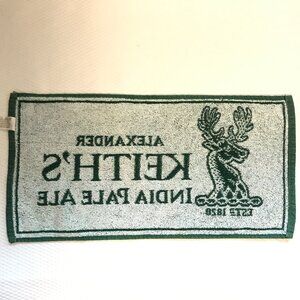 ALEXANDER
KEITH'S
INDIA PALE ALE
ESTD 1820